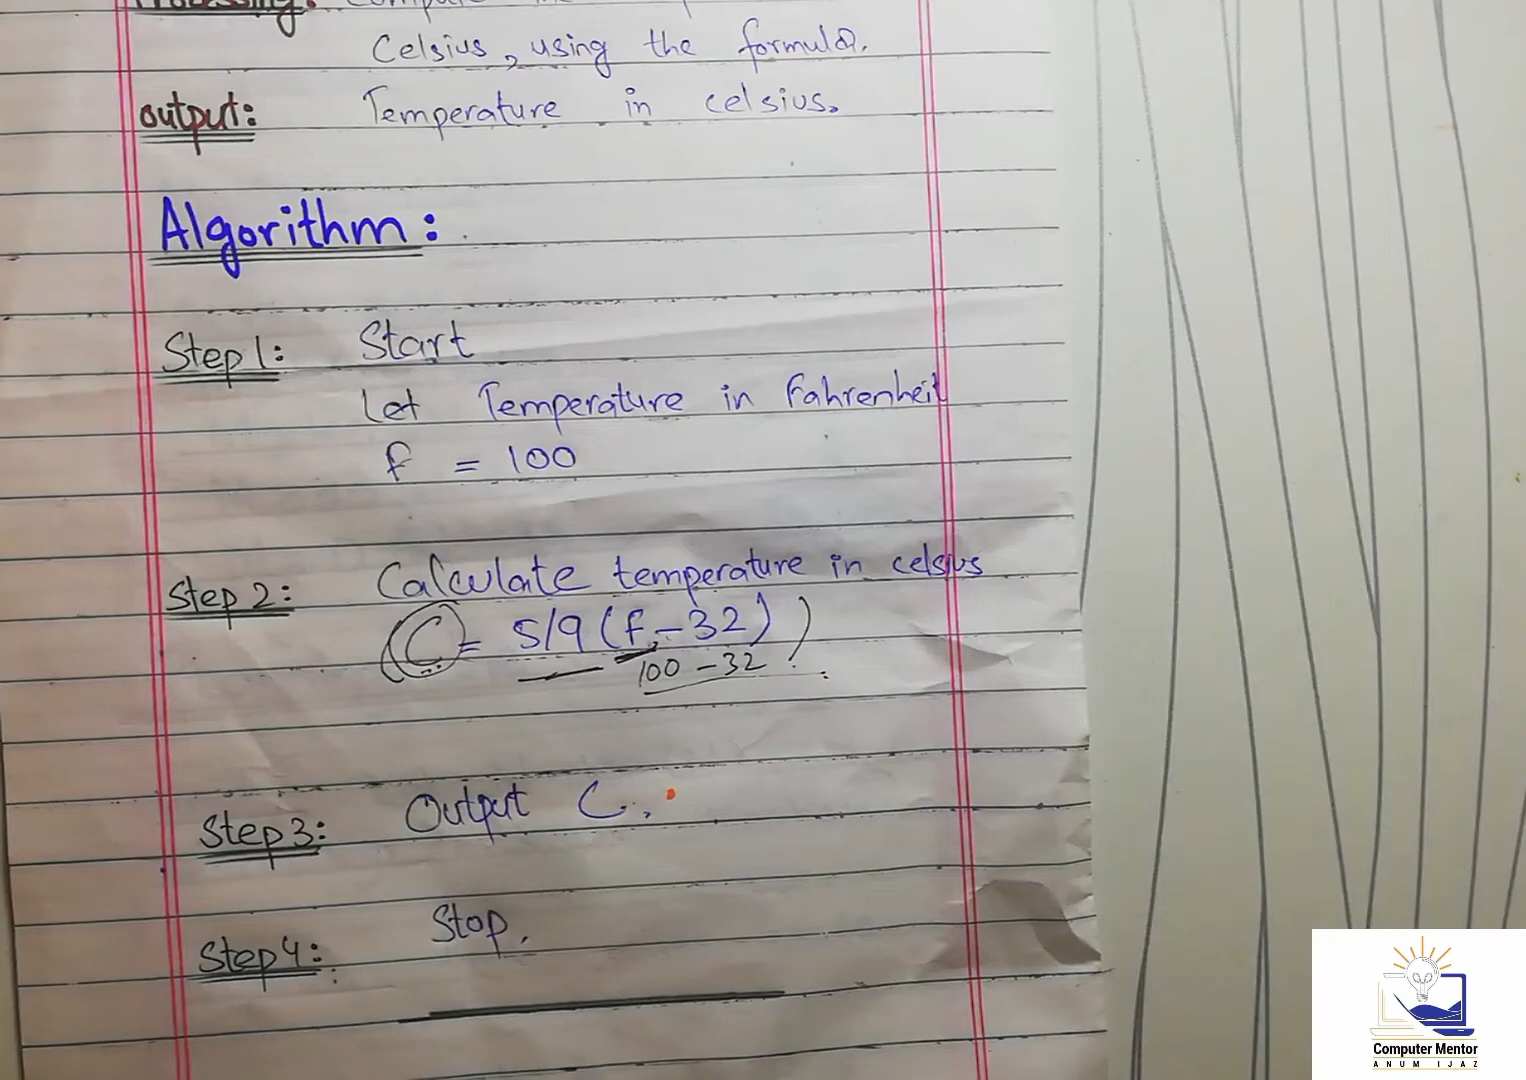 Processing:
Celsius, using the formula.
output: Temperature in celsius.
Algorithm:
Step 1: Start
Let Temperature in Fahrenheit
f = 100
Step 2: Calculate temperature in celsius
C = 5/9 (f - 32)
100 - 32
Step 3: Output C.
Step 4: Stop.
Computer Mentor
ANUM IJAZ